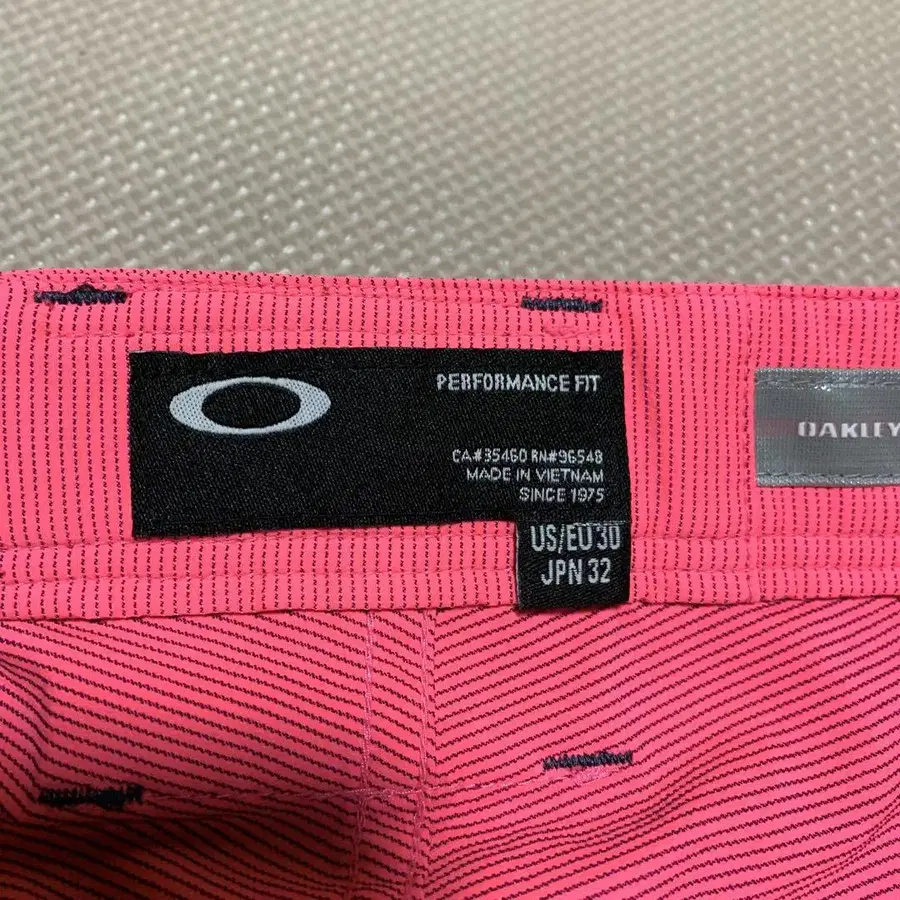 PERFORMANCE FIT
CA#35460 RN#96548
MADE IN VIETNAM
SINCE 1975
US/EU 30
JPN 32
OAKLEY